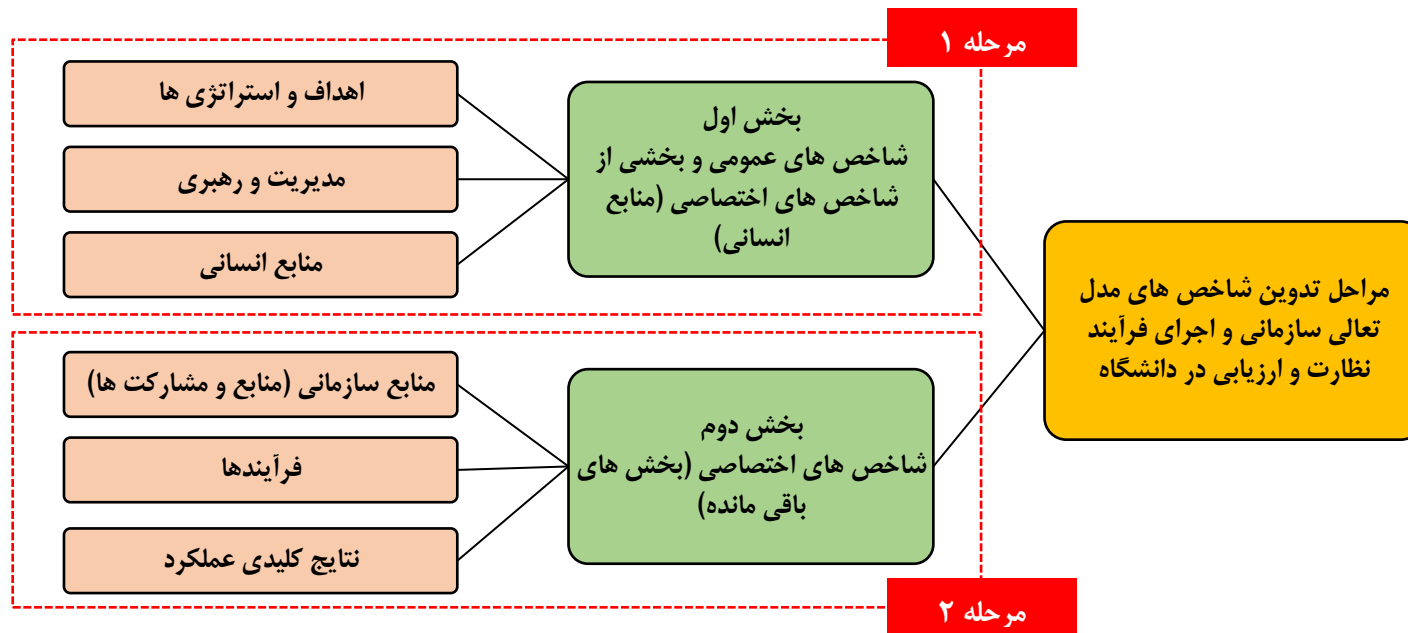 مرحله ۱
مراحل تدوین شاخص های مدل
تعالی سازمانی و اجرای فرآیند
نظارت و ارزیابی در دانشگاه
بخش اول
شاخص های عمومی و بخشی از
شاخص های اختصاصی (منابع
انسانی)
اهداف و استراتژی ها
مدیریت و رهبری
منابع انسانی
بخش دوم
شاخص های اختصاصی (بخش های
باقی مانده)
منابع سازمانی (منابع و مشارکت ها)
فرآیندها
نتایج کلیدی عملکرد
مرحله ۲